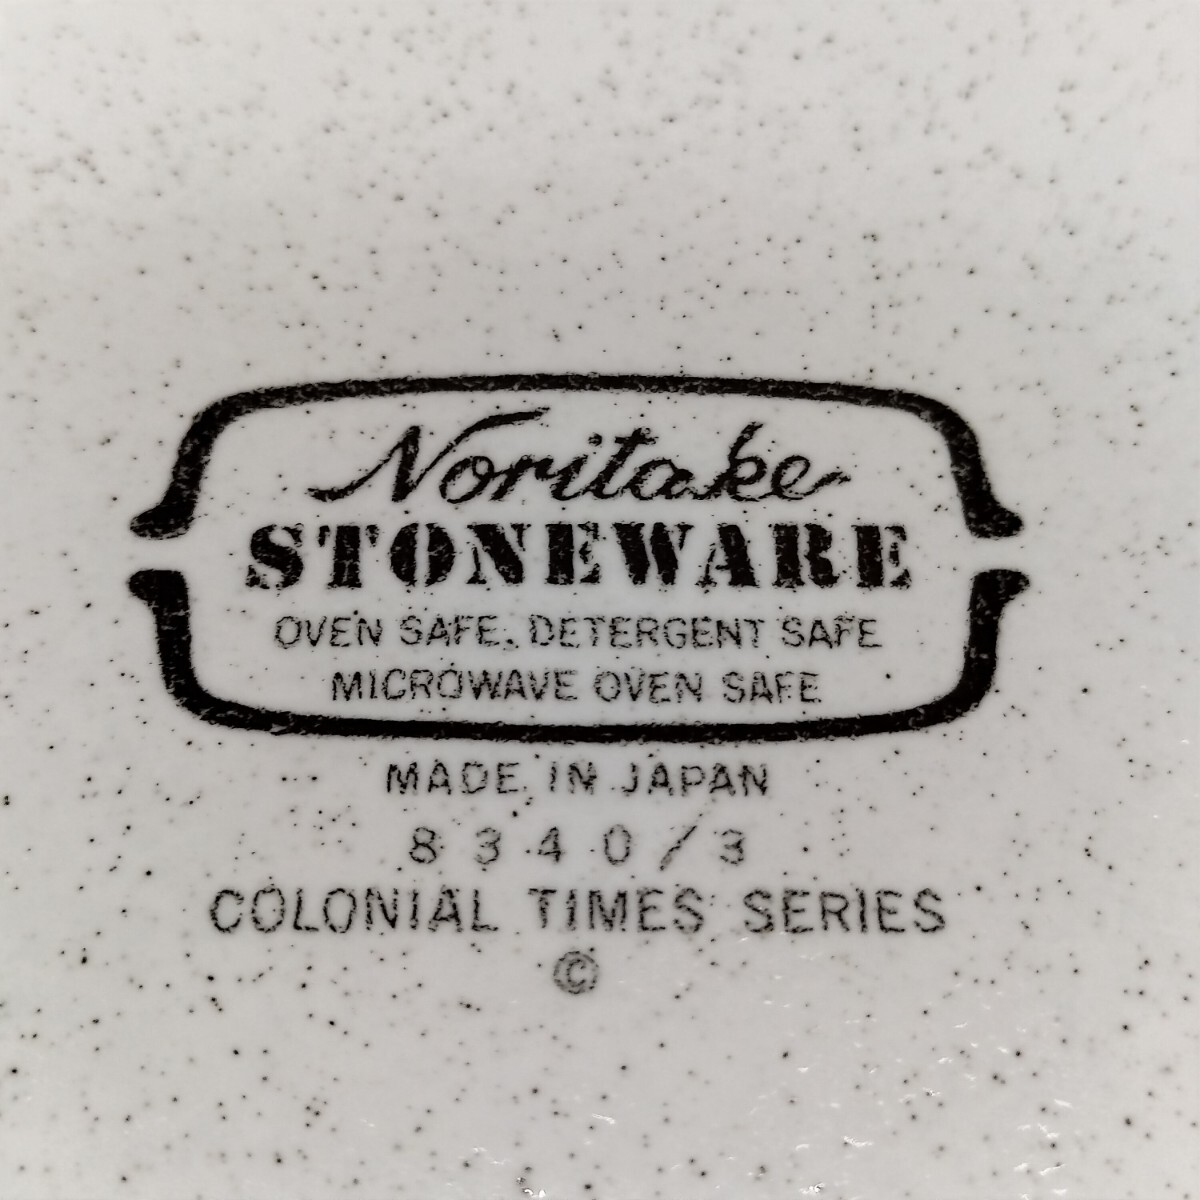 Noritake
STONEWARE
OVEN SAFE, DETERGENT SAFE
MICROWAVE OVEN SAFE
MADE IN JAPAN
8340/3
COLONIAL TIMES SERIES
©